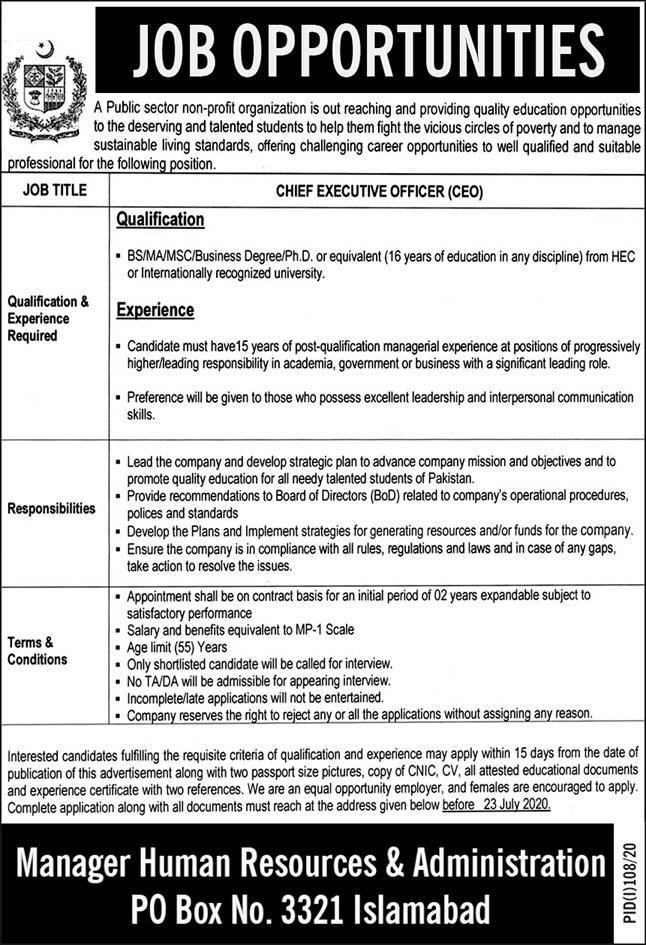 JOB OPPORTUNITIES
A Public sector non-profit organization is out reaching and providing quality education opportunities
to the deserving and talented students to help them fight the vicious circles of poverty and to manage
sustainable living standards, offering challenging career opportunities to well qualified and suitable
professional for the following position.
JOB TITLE
CHIEF EXECUTIVE OFFICER (CEO)
Qualification &
Experience
Required
Qualification
▪ BS/MA/MSC/Business Degree/Ph.D. or equivalent (16 years of education in any discipline) from HEC
or Internationally recognized university.
Experience
▪ Candidate must have15 years of post-qualification managerial experience at positions of progressively
higher/leading responsibility in academia, government or business with a significant leading role.
▪ Preference will be given to those who possess excellent leadership and interpersonal communication
skills.
Responsibilities
▪ Lead the company and develop strategic plan to advance company mission and objectives and to
promote quality education for all needy talented students of Pakistan.
▪ Provide recommendations to Board of Directors (BoD) related to company's operational procedures,
polices and standards
▪ Develop the Plans and Implement strategies for generating resources and/or funds for the company.
▪ Ensure the company is in compliance with all rules, regulations and laws and in case of any gaps,
take action to resolve the issues.
Terms &
Conditions
▪ Appointment shall be on contract basis for an initial period of 02 years expandable subject to
satisfactory performance
▪ Salary and benefits equivalent to MP-1 Scale
▪ Age limit (55) Years
▪ Only shortlisted candidate will be called for interview.
▪ No TA/DA will be admissible for appearing interview.
▪ Incomplete/late applications will not be entertained.
▪ Company reserves the right to reject any or all the applications without assigning any reason.
Interested candidates fulfilling the requisite criteria of qualification and experience may apply within 15 days from the date of
publication of this advertisement along with two passport size pictures, copy of CNIC, CV, all attested educational documents
and experience certificate with two references. We are an equal opportunity employer, and females are encouraged to apply.
Complete application along with all documents must reach at the address given below before 23 July 2020.
Manager Human Resources & Administration
PO Box No. 3321 Islamabad
PID(I)108/20